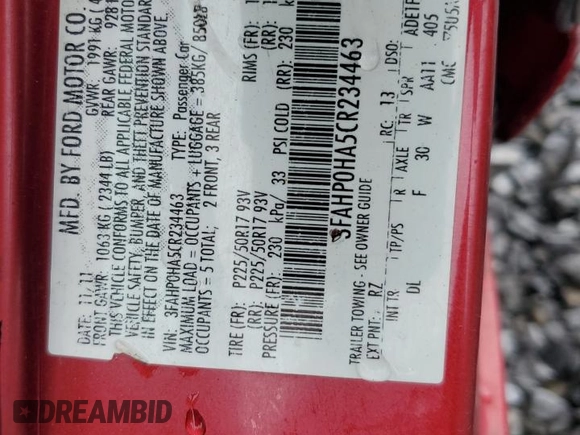 MFD. BY FORD MOTOR CO.
DATE: 11/11 GVWR: 1991 KG
FRONT GAWR: 1063 KG (2344 LB) REAR GAWR: 928
THIS VEHICLE CONFORMS TO ALL APPLICABLE FEDERAL MOTOR
VEHICLE SAFETY, BUMPER, AND THEFT PREVENTION STANDARD
IN EFFECT ON THE DATE OF MANUFACTURE SHOWN ABOVE.
VIN: 3FAHP0HA5CR234463 TYPE: Passenger Car
MAXIMUM LOAD = OCCUPANTS + LUGGAGE = 385KG/850LB
OCCUPANTS = 5 TOTAL; 2 FRONT, 3 REAR
TIRE (FR): P225/50R17 93V RIMS (FR):
(RR): P225/50R17 93V (RR):
PRESSURE (FR): 230 kPa/ 33 PSI COLD (RR): 230
3FAHP0HA5CR234463
TRAILER TOWING - SEE OWNER GUIDE
EXT PNT: RZ RC: 13 DSO:
INT TR TP/PS R AXLE TR SPR
DL F 30 W AA11 405
CMC
DREAMBID